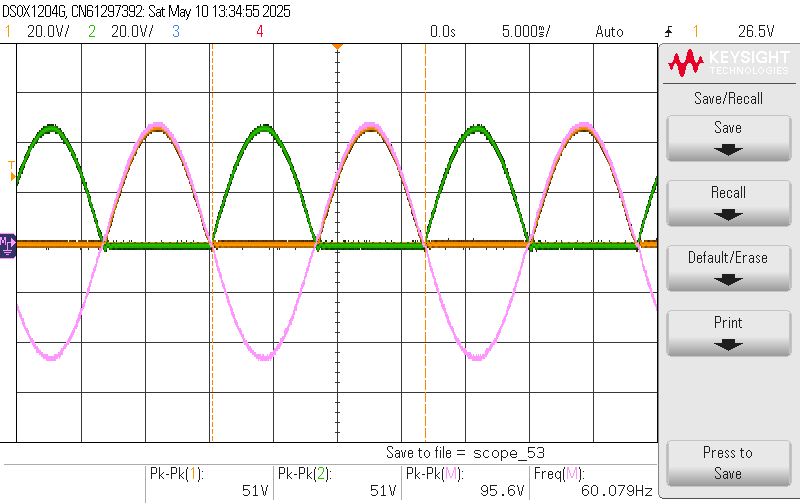 DSOX1204G, CN61297392: Sat May 10 13:34:55 2025
1 20.0V/ 2 20.0V/ 3 4 0.0s 5.000ms/ Auto 1 26.5V
KEYSIGHT
TECHNOLOGIES
Save/Recall
Save
Recall
Default/Erase
Print
Press to
Save
T
M
Save to file = scope_53
Pk-Pk(1): Pk-Pk(2): Pk-Pk(M): Freq(M):
51V 51V 95.6V 60.079Hz